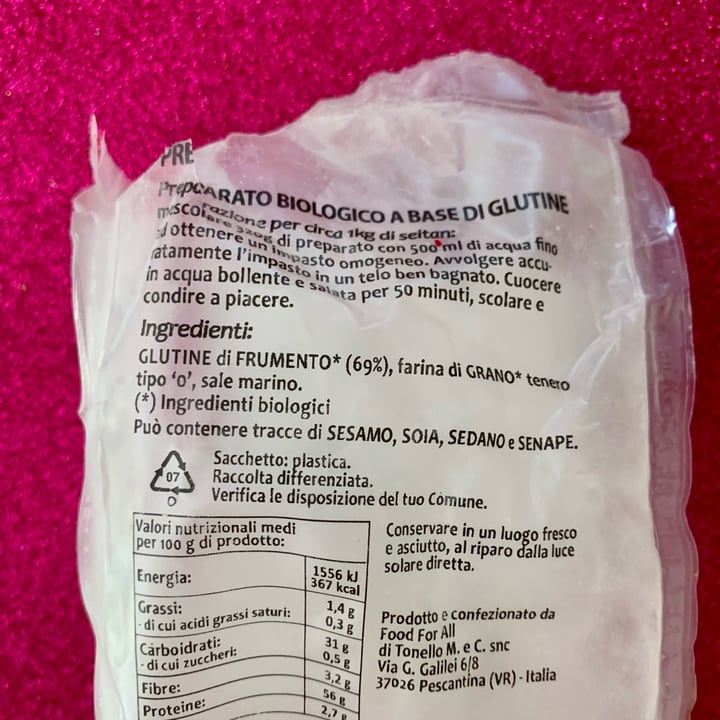 PRE
PrepARATO BIOLOGICO A BASE DI GLUTINE
razione per circa 1kg di seitan:
mescolare 320g di preparato con 500 ml di acqua fino
ad ottenere un impasto omogeneo. Avvolgere accu-
ratamente l'impasto in un telo ben bagnato. Cuocere
in acqua bollente e salata per 50 minuti, scolare e
condire a piacere.
Ingredienti:
GLUTINE di FRUMENTO* (69%), farina di GRANO* tenero
tipo '0', sale marino.
(*) Ingredienti biologici
Può contenere tracce di SESAMO, SOIA, SEDANO e SENAPE.
07
Sacchetto: plastica.
Raccolta differenziata.
Verifica le disposizione del tuo Comune.
Valori nutrizionali medi
per 100 g di prodotto:
Energia: 1556 kJ
367 kcal
Grassi: 1,4 g
- di cui acidi grassi saturi: 0,3 g
Carboidrati: 31 g
- di cui zuccheri: 0,5 g
Fibre: 3,2 g
Proteine: 56 g
2,7 g
Conservare in un luogo fresco
e asciutto, al riparo dalla luce
solare diretta.
Prodotto e confezionato da
Food For All
di Tonello M. e C. snc
Via G. Galilei 6/8
37026 Pescantina (VR) - Italia